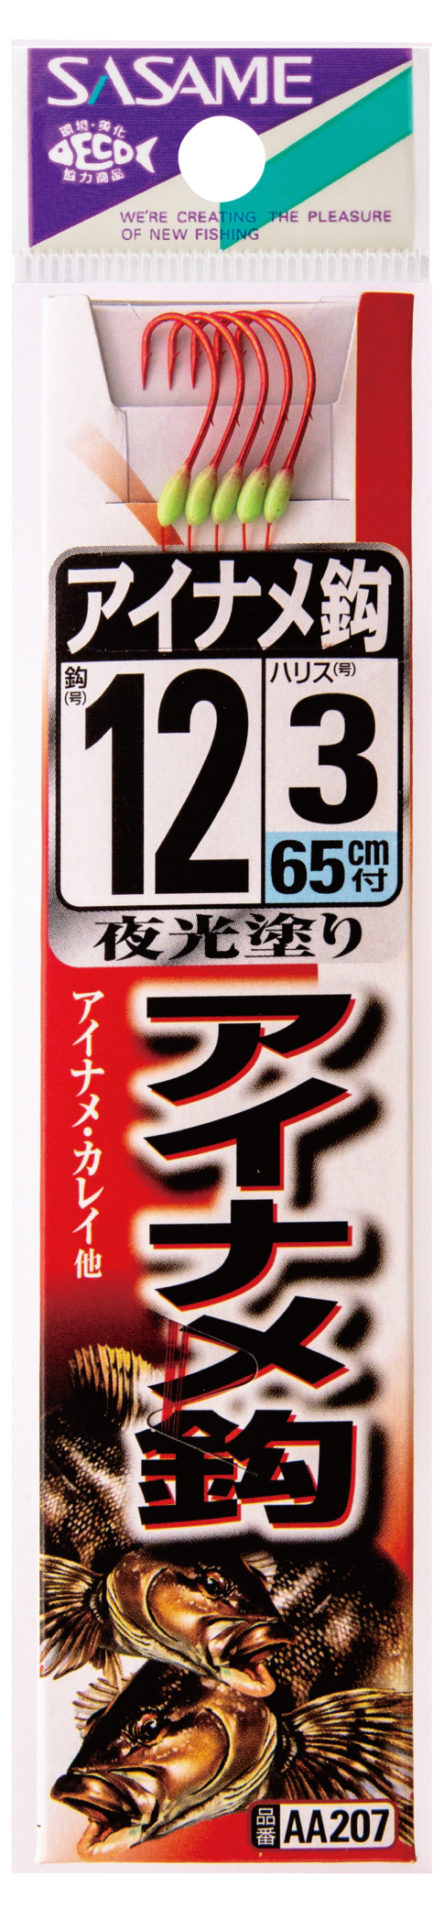 SASAME
環境・美化
DECO
協力商品
WE'RE CREATING THE PLEASURE
OF NEW FISHING
アイナメ鈎
鈎(号)
12
ハリス(号)
3
65cm付
夜光塗り
アイナメ・カレイ他
アイナメ鈎
品番 AA207